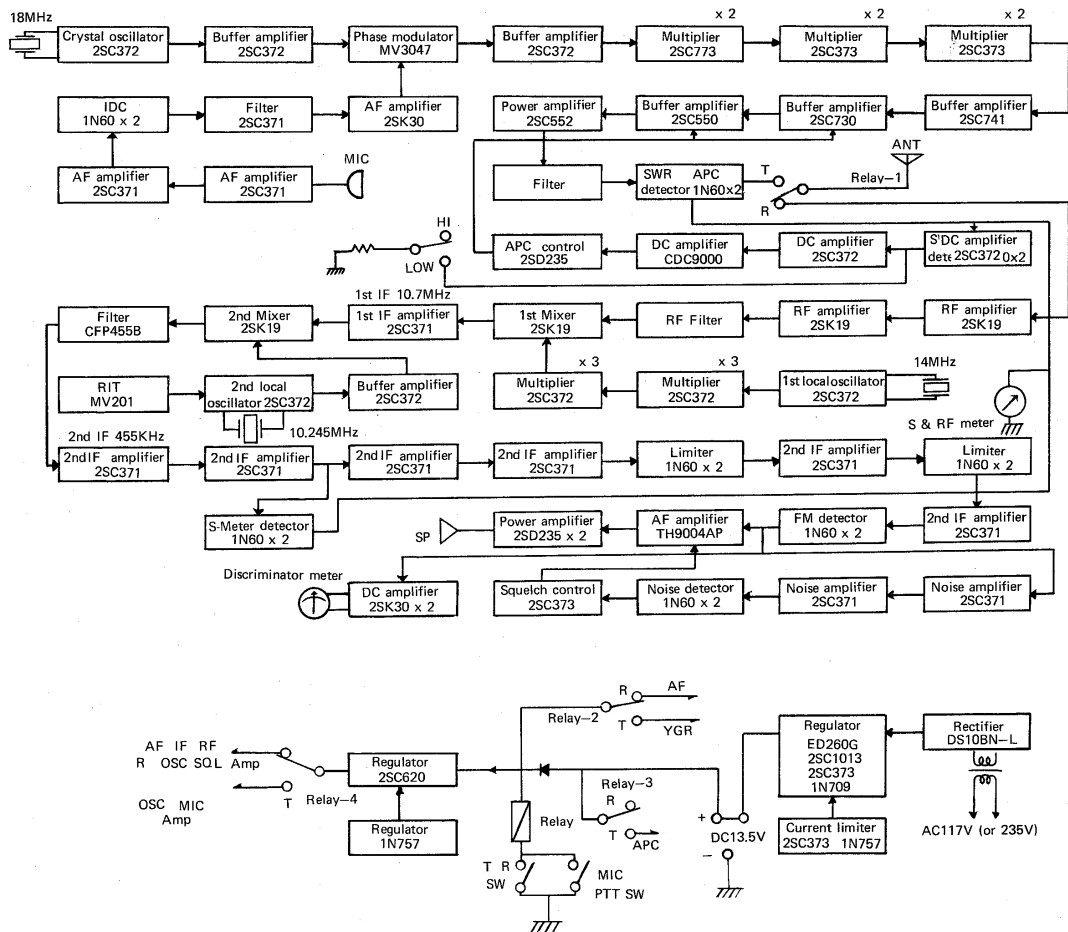 18MHz
x 2
x 2
x 2
Crystal oscillator
2SC372
Buffer amplifier
2SC372
Phase modulator
MV3047
Buffer amplifier
2SC372
Multiplier
2SC773
Multiplier
2SC373
Multiplier
2SC373
IDC
1N60 x 2
Filter
2SC371
AF amplifier
2SK30
Power amplifier
2SC552
Buffer amplifier
2SC550
Buffer amplifier
2SC730
Buffer amplifier
2SC741
AF amplifier
2SC371
AF amplifier
2SC371
MIC
Filter
SWR APC
detector 1N60x2
T
R
Relay-1
ANT
HI
LOW
APC control
2SD235
DC amplifier
CDC9000
DC amplifier
2SC372
S'DC amplifier
dete 2SC372 0x2
1st IF 10.7MHz
Filter
CFP455B
2nd Mixer
2SK19
1st IF amplifier
2SC371
1st Mixer
2SK19
RF Filter
RF amplifier
2SK19
RF amplifier
2SK19
x 3
x 3
14MHz
RIT
MV201
2nd local
oscillator 2SC372
Buffer amplifier
2SC372
Multiplier
2SC372
Multiplier
2SC372
1st local oscillator
2SC372
S & RF meter
10.245MHz
2nd IF 455KHz
2nd IF amplifier
2SC371
2nd IF amplifier
2SC371
2nd IF amplifier
2SC371
2nd IF amplifier
2SC371
Limiter
1N60 x 2
2nd IF amplifier
2SC371
Limiter
1N60 x 2
S-Meter detector
1N60 x 2
SP
Power amplifier
2SD235 x 2
AF amplifier
TH9004AP
FM detector
1N60 x 2
2nd IF amplifier
2SC371
Discriminator meter
DC amplifier
2SK30 x 2
Squelch control
2SC373
Noise detector
1N60 x 2
Noise amplifier
2SC371
Noise amplifier
2SC371
R
AF
Relay-2
T
YGR
Regulator
ED260G
2SC1013
2SC373
1N709
Rectifier
DS10BN-L
AF IF RF
R OSC SQL Amp
Regulator
2SC620
OSC MIC
Amp
T
Relay-4
Relay-3
R
T
APC
Relay
+
DC13.5V
-
Regulator
1N757
Current limiter
2SC373 1N757
AC117V (or 235V)
T R
SW
MIC
PTT SW